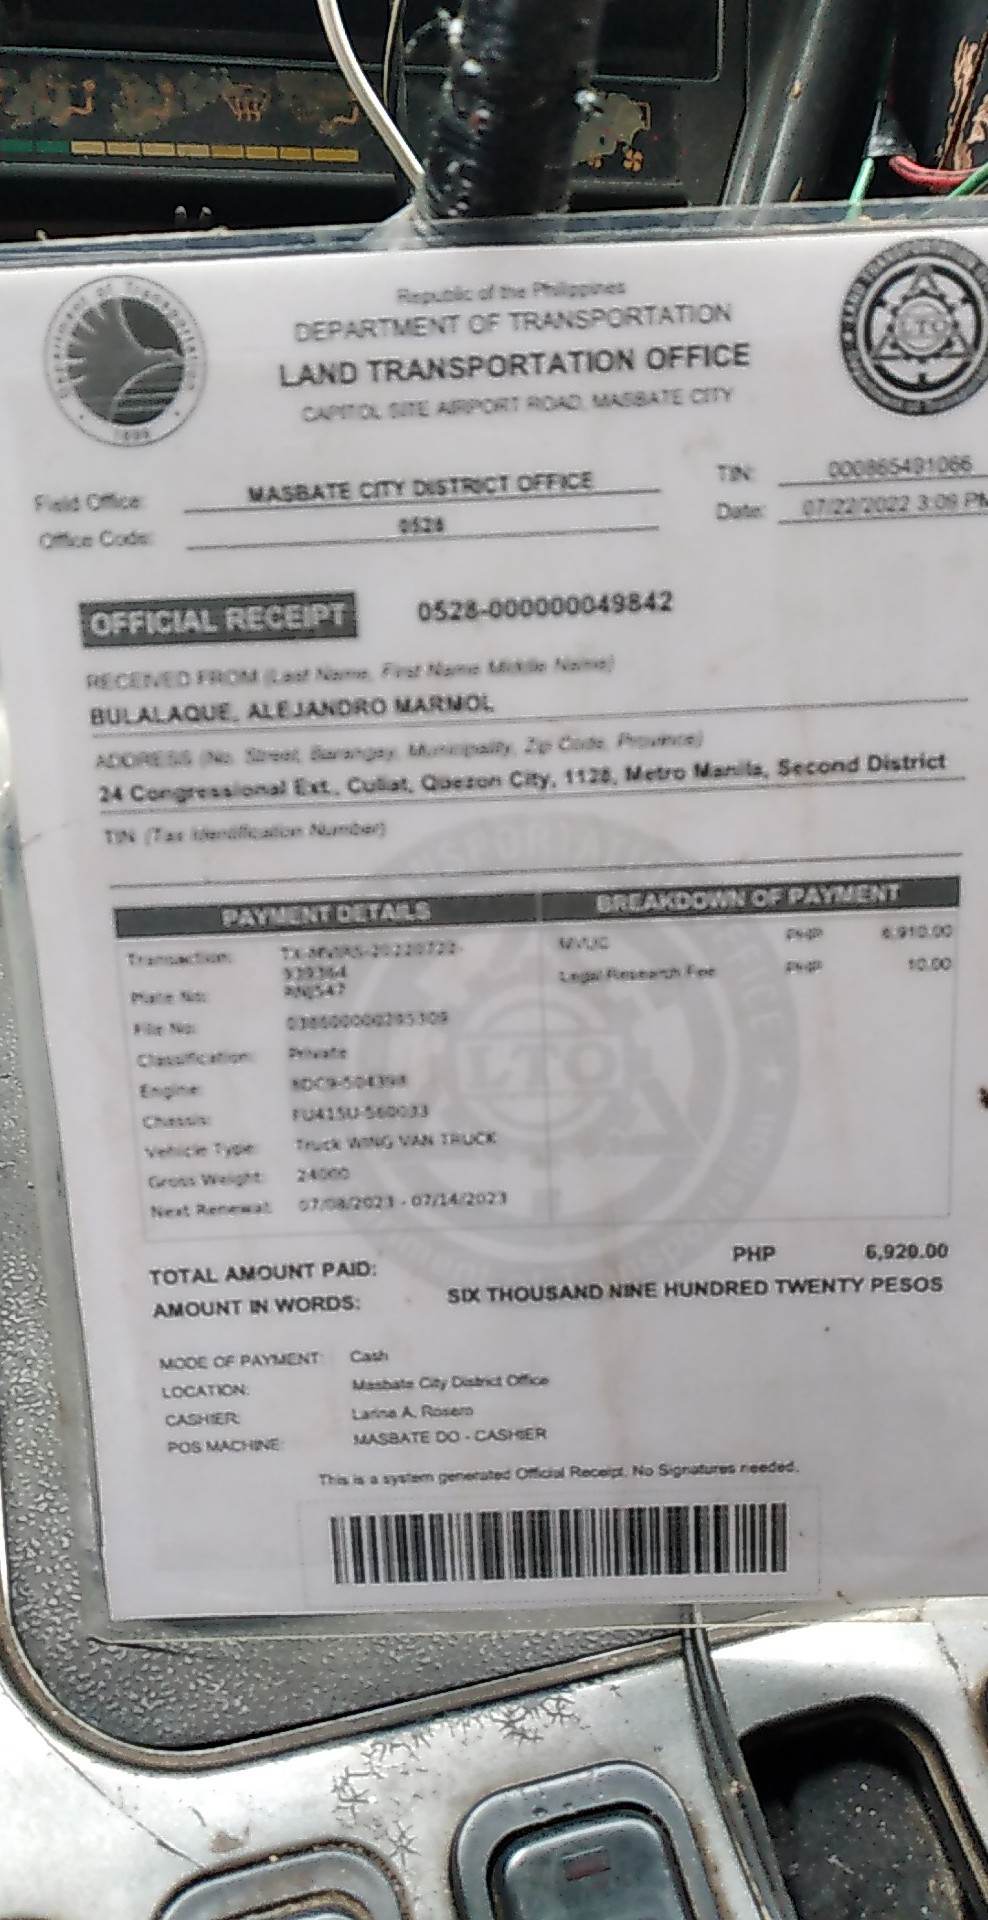 Republic of the Philippines
DEPARTMENT OF TRANSPORTATION
LAND TRANSPORTATION OFFICE
CAPITOL SITE AIRPORT ROAD, MASBATE CITY
Field Office: MASBATE CITY DISTRICT OFFICE TIN: 000865491066
Office Code: 0528 Date: 07/22/2022 3:09 PM
OFFICIAL RECEIPT 0528-000000049842
RECEIVED FROM (Last Name, First Name Middle Name)
BULALAQUE, ALEJANDRO MARMOL
ADDRESS (No. Street, Barangay, Municipality, Zip Code, Province)
24 Congressional Ext., Culiat, Quezon City, 1128, Metro Manila, Second District
TIN (Tax Identification Number)
PAYMENT DETAILS BREAKDOWN OF PAYMENT
Transaction: TX-MVIRS-20220722- MVUC PHP 6,910.00
939364 Legal Research Fee PHP 10.00
Plate No:
File No: 038600000295309
Classification: Private
Engine: 8DC9-504398
Chassis: FU415U-560033
Vehicle Type: Truck WING VAN TRUCK
Gross Weight: 24000
Next Renewal: 07/08/2023 - 07/14/2023
TOTAL AMOUNT PAID: PHP 6,920.00
AMOUNT IN WORDS: SIX THOUSAND NINE HUNDRED TWENTY PESOS
MODE OF PAYMENT: Cash
LOCATION: Masbate City District Office
CASHIER: Larina A. Rosero
POS MACHINE: MASBATE DO - CASHIER
This is a system generated Official Receipt. No Signatures needed.
LTO